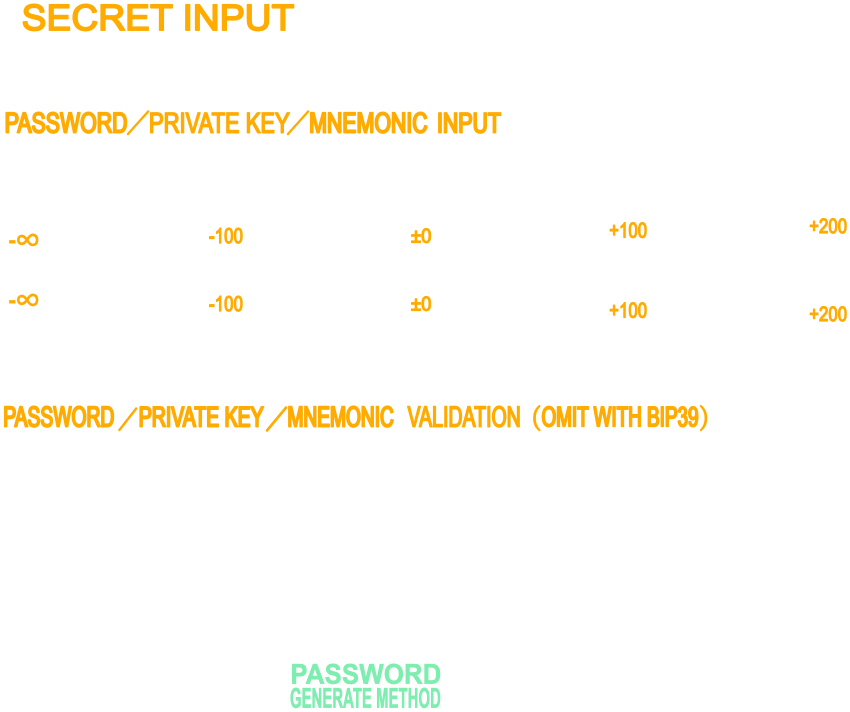 SECRET INPUT
PASSWORD／PRIVATE KEY／MNEMONIC INPUT
-∞ -100 ±0 +100 +200
-∞ -100 ±0 +100 +200
PASSWORD／PRIVATE KEY／MNEMONIC VALIDATION（OMIT WITH BIP39）
PASSWORD
GENERATE METHOD